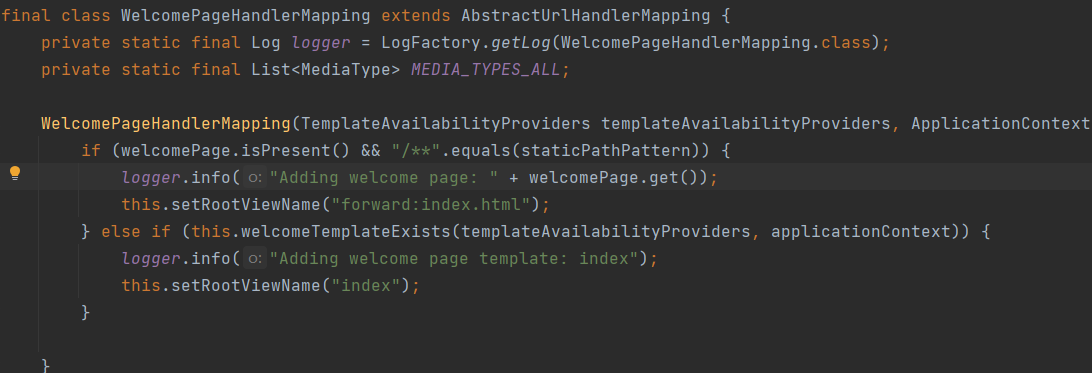 final class WelcomePageHandlerMapping extends AbstractUrlHandlerMapping {
    private static final Log logger = LogFactory.getLog(WelcomePageHandlerMapping.class);
    private static final List<MediaType> MEDIA_TYPES_ALL;
    WelcomePageHandlerMapping(TemplateAvailabilityProviders templateAvailabilityProviders, ApplicationContext
        if (welcomePage.isPresent() && "/**".equals(staticPathPattern)) {
            logger.info( o: "Adding welcome page: " + welcomePage.get());
            this.setRootViewName("forward:index.html");
        } else if (this.welcomeTemplateExists(templateAvailabilityProviders, applicationContext)) {
            logger.info( o: "Adding welcome page template: index");
            this.setRootViewName("index");
        }
    }